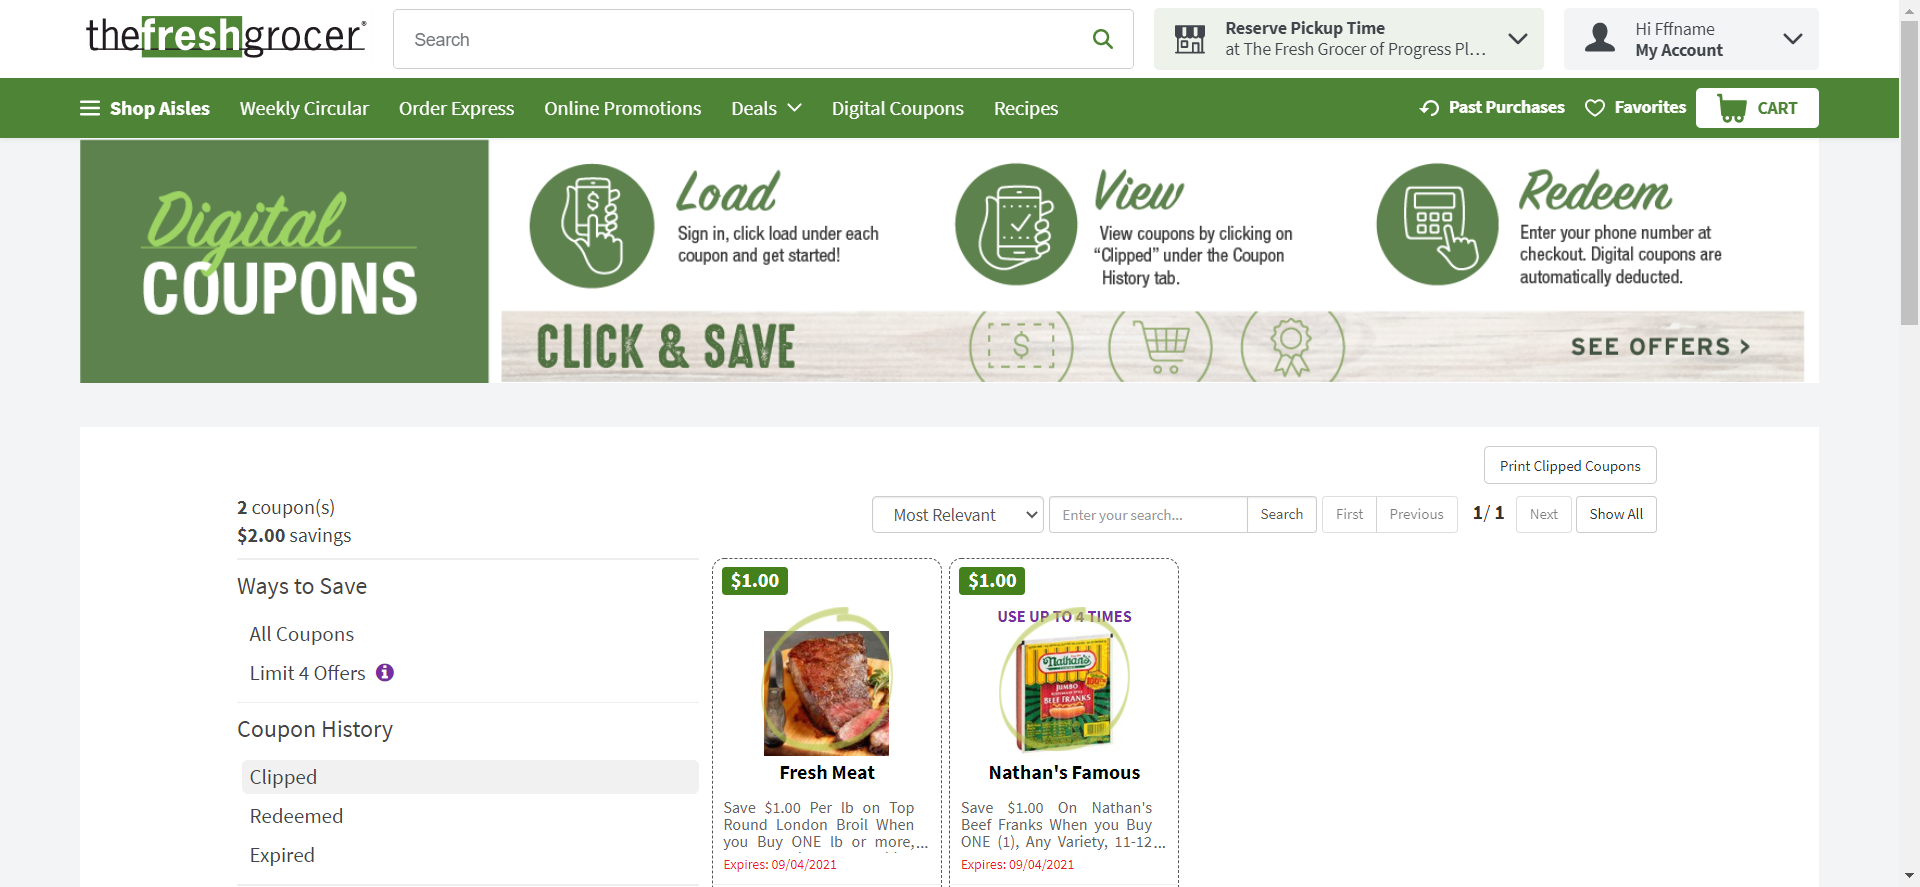 thefreshgrocer®
Search
Reserve Pickup Time
at The Fresh Grocer of Progress Pl...
Hi Fffname
My Account
Shop Aisles
Weekly Circular
Order Express
Online Promotions
Deals
Digital Coupons
Recipes
Past Purchases
Favorites
CART
Digital
COUPONS
Load
Sign in, click load under each
coupon and get started!
View
View coupons by clicking on
“Clipped” under the Coupon
History tab.
Redeem
Enter your phone number at
checkout. Digital coupons are
automatically deducted.
CLICK & SAVE
SEE OFFERS >
Print Clipped Coupons
2 coupon(s)
$2.00 savings
Most Relevant
Enter your search...
Search
First
Previous
1/ 1
Next
Show All
Ways to Save
All Coupons
Limit 4 Offers
Coupon History
Clipped
Redeemed
Expired
$1.00
Fresh Meat
Save $1.00 Per lb on Top
Round London Broil When
you Buy ONE lb or more,...
Expires: 09/04/2021
$1.00
USE UP TO 4 TIMES
Nathan's
JUMBO
BEEF FRANKS
Nathan's Famous
Save $1.00 On Nathan's
Beef Franks When you Buy
ONE (1), Any Variety, 11-12...
Expires: 09/04/2021